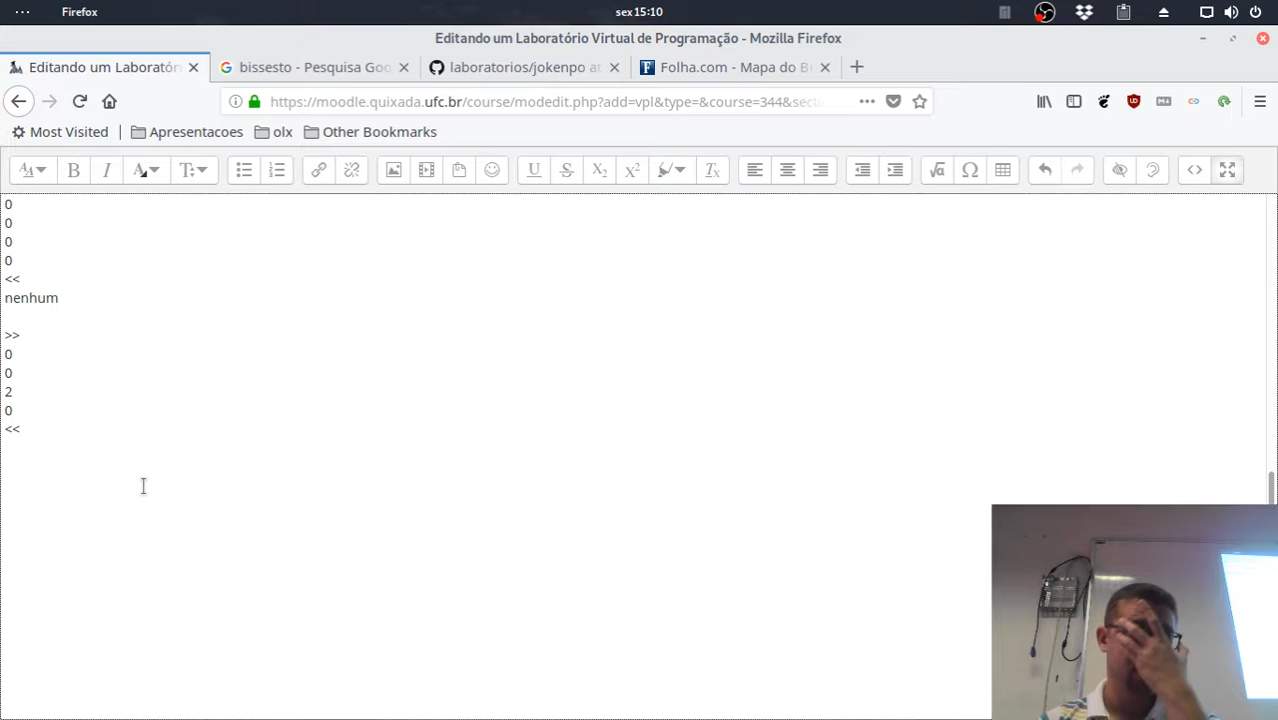 Firefox
sex 15:10
Editando um Laboratório Virtual de Programação - Mozilla Firefox
Editando um Laboratóri
bissesto - Pesquisa Goo
laboratorios/jokenpo at
Folha.com - Mapa do B
https://moodle.quixada.ufc.br/course/modedit.php?add=vpl&type=&course=344&secti
Most Visited
Apresentacoes
olx
Other Bookmarks
0
0
0
0
<<
nenhum
>>
0
0
2
0
<<